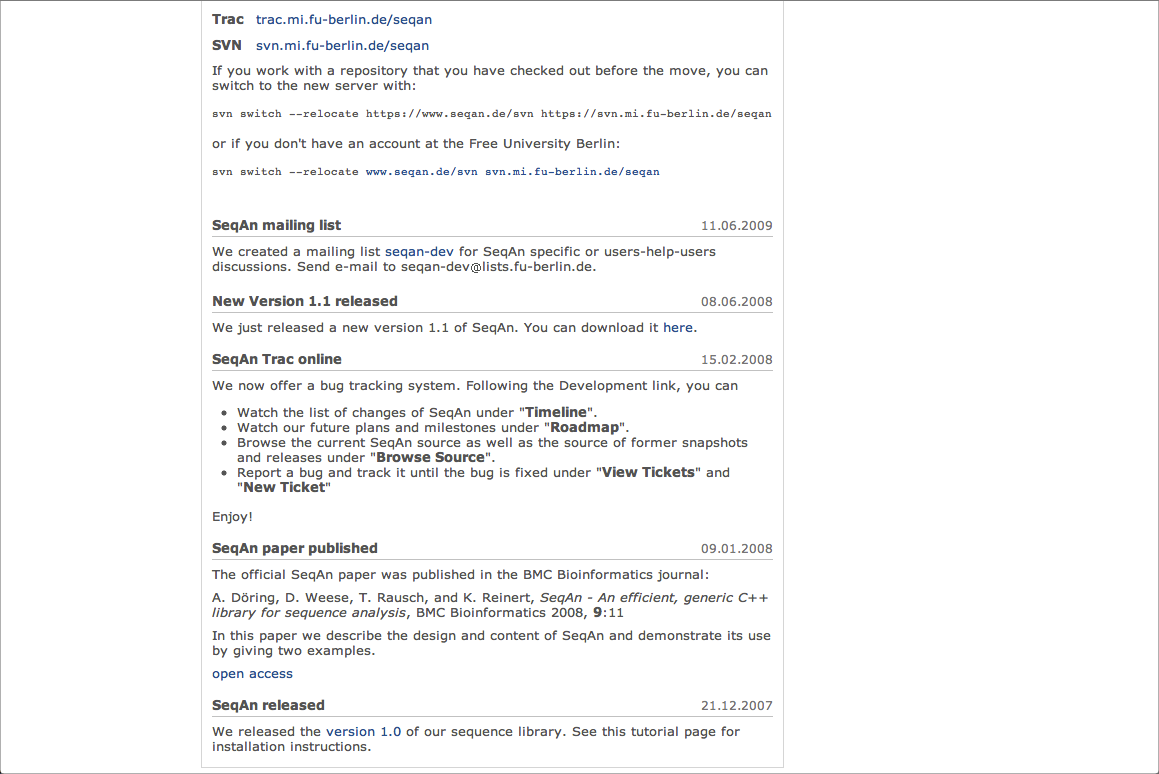 Trac trac.mi.fu-berlin.de/seqan
SVN svn.mi.fu-berlin.de/seqan
If you work with a repository that you have checked out before the move, you can
switch to the new server with:
svn switch --relocate https://www.seqan.de/svn https://svn.mi.fu-berlin.de/seqan
or if you don't have an account at the Free University Berlin:
svn switch --relocate www.seqan.de/svn svn.mi.fu-berlin.de/seqan
SeqAn mailing list 11.06.2009
We created a mailing list seqan-dev for SeqAn specific or users-help-users
discussions. Send e-mail to seqan-dev@lists.fu-berlin.de.
New Version 1.1 released 08.06.2008
We just released a new version 1.1 of SeqAn. You can download it here.
SeqAn Trac online 15.02.2008
We now offer a bug tracking system. Following the Development link, you can
• Watch the list of changes of SeqAn under "Timeline".
• Watch our future plans and milestones under "Roadmap".
• Browse the current SeqAn source as well as the source of former snapshots
and releases under "Browse Source".
• Report a bug and track it until the bug is fixed under "View Tickets" and
"New Ticket"
Enjoy!
SeqAn paper published 09.01.2008
The official SeqAn paper was published in the BMC Bioinformatics journal:
A. Döring, D. Weese, T. Rausch, and K. Reinert, SeqAn - An efficient, generic C++
library for sequence analysis, BMC Bioinformatics 2008, 9:11
In this paper we describe the design and content of SeqAn and demonstrate its use
by giving two examples.
open access
SeqAn released 21.12.2007
We released the version 1.0 of our sequence library. See this tutorial page for
installation instructions.